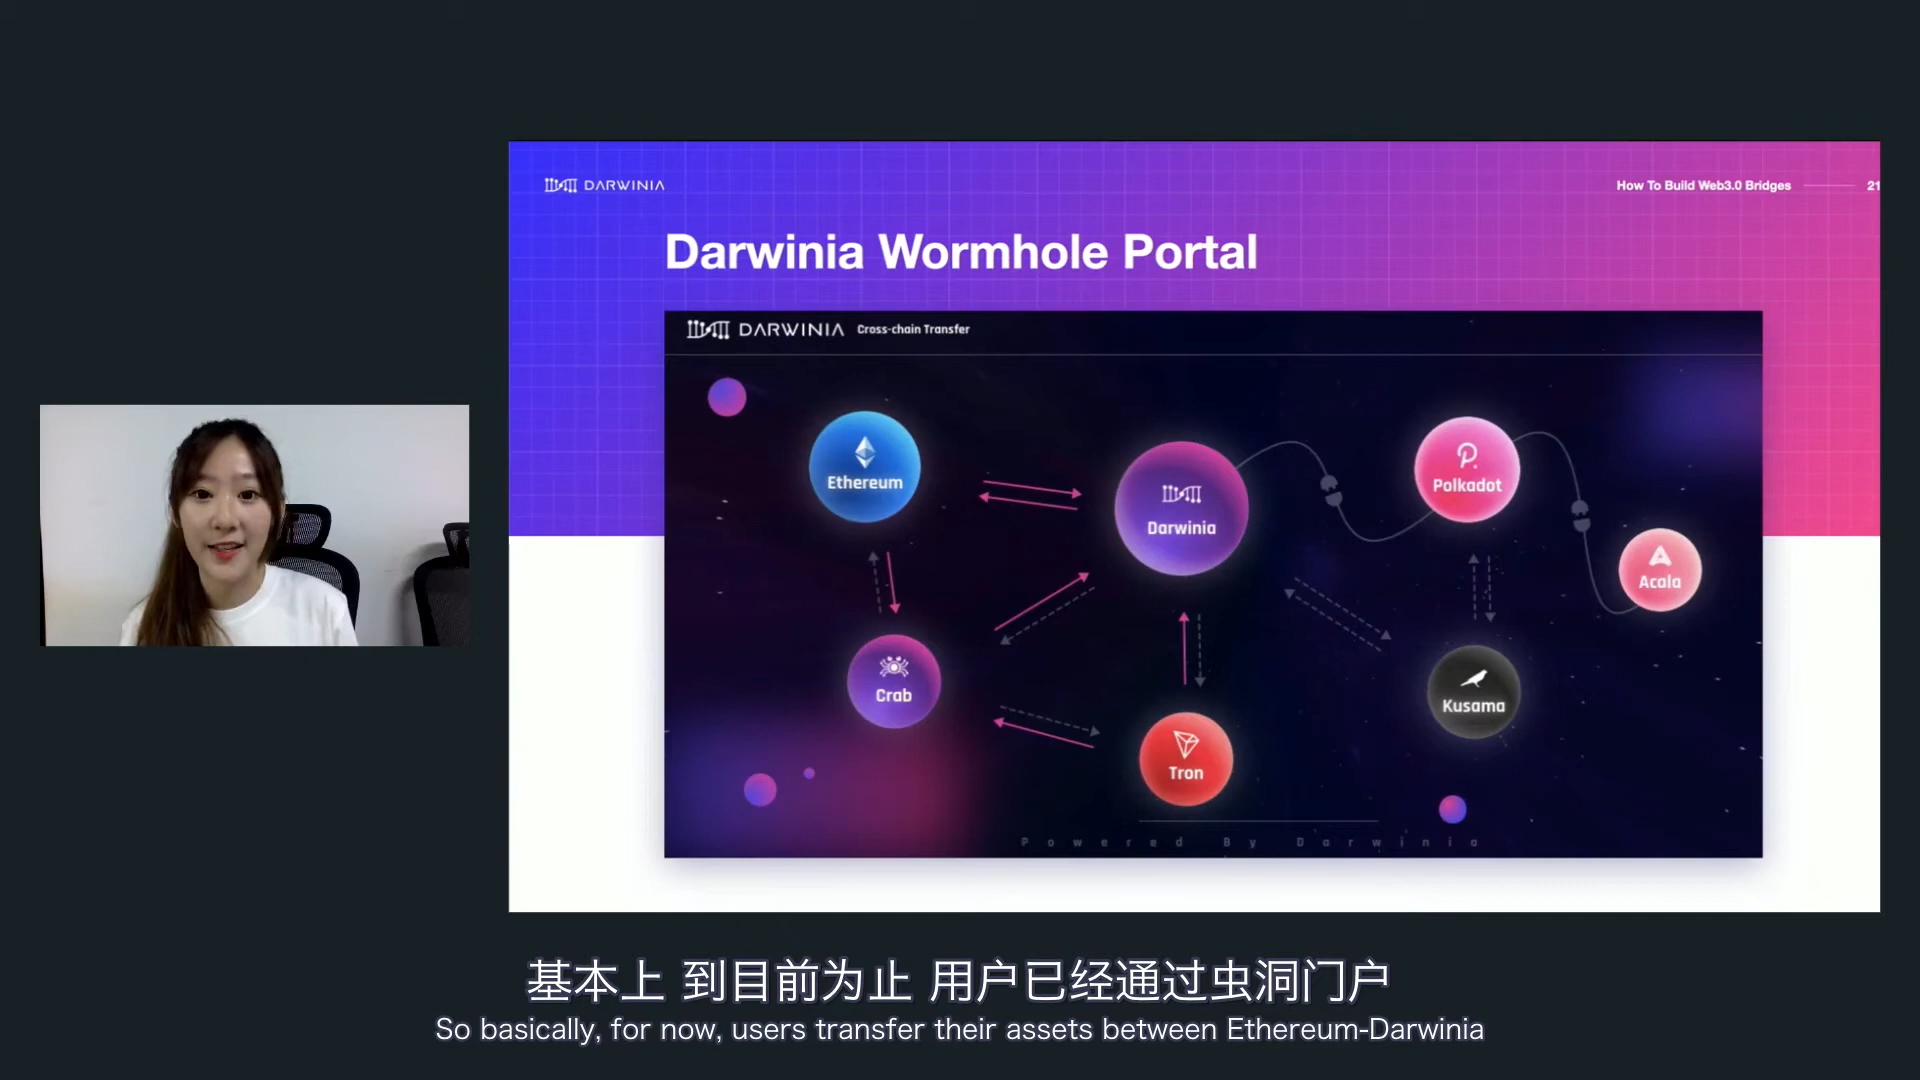 DARWINIA
How To Build Web3.0 Bridges
21
Darwinia Wormhole Portal
DARWINIA Cross-chain Transfer
Ethereum
Darwinia
Polkadot
Acala
Crab
Tron
Kusama
Powered By Darwinia
基本上 到目前为止 用户已经通过虫洞门户
So basically, for now, users transfer their assets between Ethereum-Darwinia